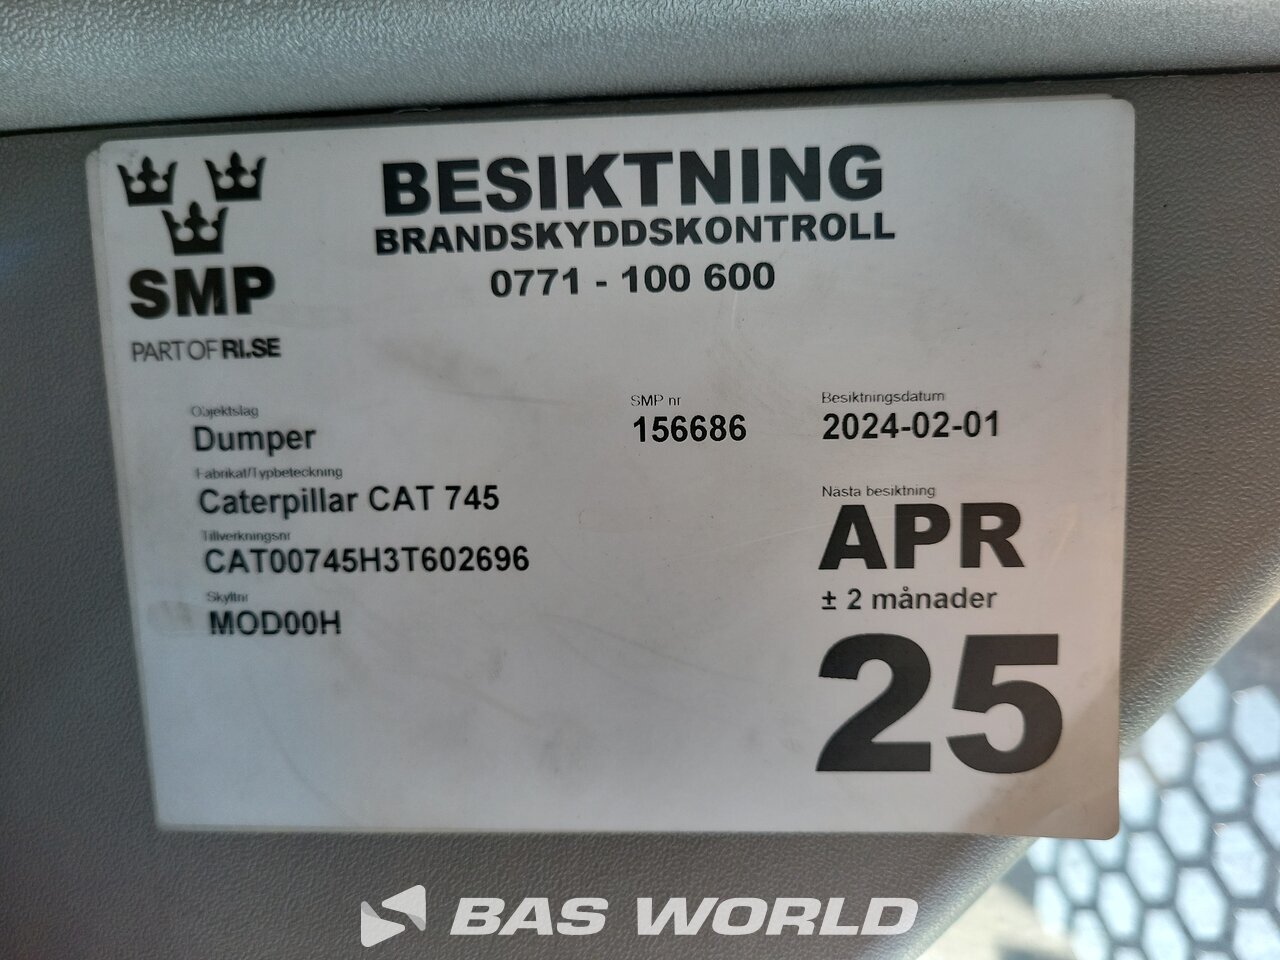 BESIKTNING
BRANDSKYDDSKONTROLL
0771 - 100 600
SMP
PART OF RI.SE
Objektslag
Dumper
Fabrikat/Typbeteckning
Caterpillar CAT 745
Tillverkningsnr
CAT00745H3T602696
Skyltnr
MOD00H
SMP nr
156686
Besiktningsdatum
2024-02-01
Nästa besiktning
APR
± 2 månader
25
BAS WORLD